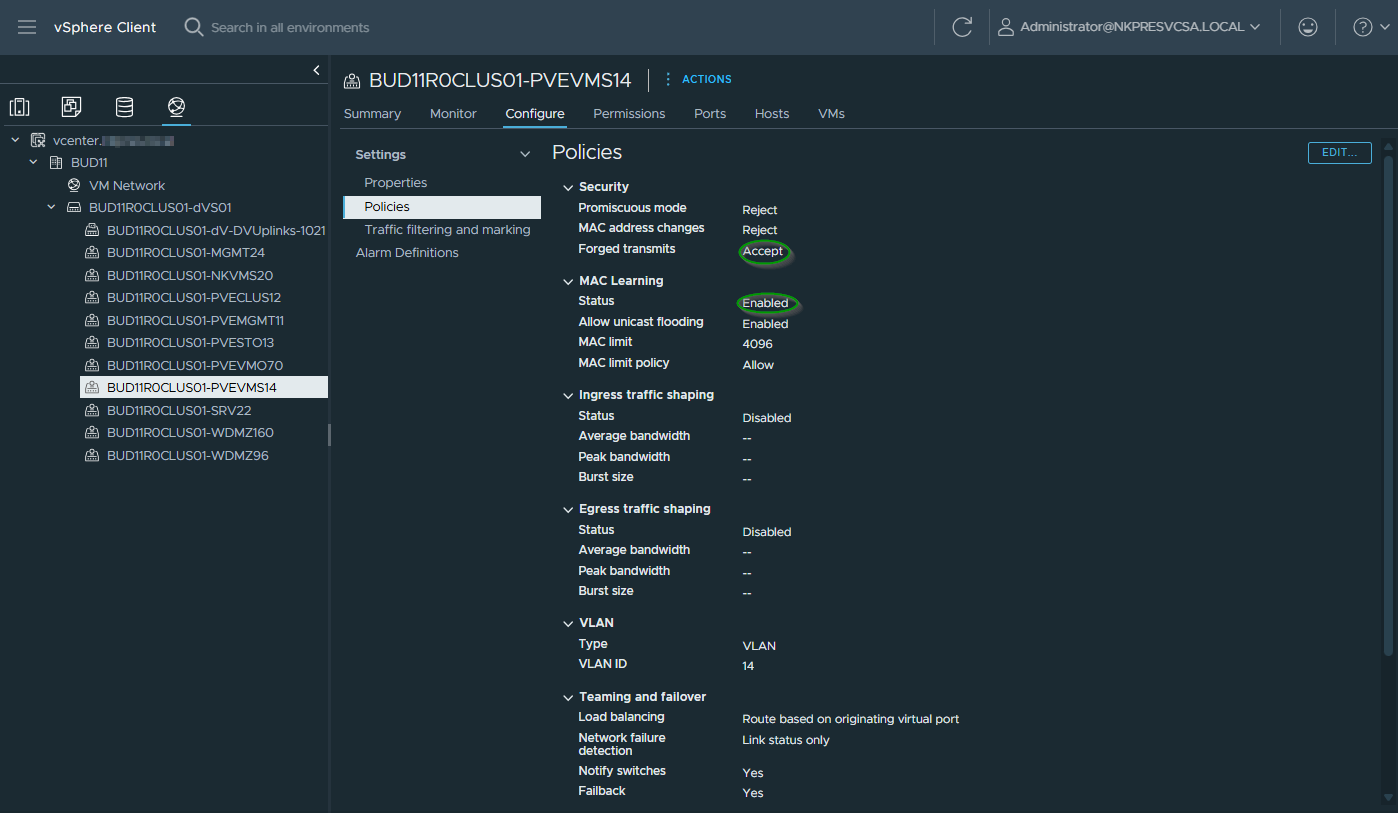 vSphere Client
Search in all environments
Administrator@NKPRESVCSA.LOCAL
vcenter.
BUD11
VM Network
BUD11R0CLUS01-dVS01
BUD11R0CLUS01-dV-DVUplinks-1021
BUD11R0CLUS01-MGMT24
BUD11R0CLUS01-NKVMS20
BUD11R0CLUS01-PVECLUS12
BUD11R0CLUS01-PVEMGMT11
BUD11R0CLUS01-PVESTO13
BUD11R0CLUS01-PVEVMO70
BUD11R0CLUS01-PVEVMS14
BUD11R0CLUS01-SRV22
BUD11R0CLUS01-WDMZ160
BUD11R0CLUS01-WDMZ96
BUD11R0CLUS01-PVEVMS14
ACTIONS
Summary Monitor Configure Permissions Ports Hosts VMs
Settings
Properties
Policies
Traffic filtering and marking
Alarm Definitions
Policies
EDIT...
Security
Promiscuous mode Reject
MAC address changes Reject
Forged transmits Accept
MAC Learning
Status Enabled
Allow unicast flooding Enabled
MAC limit 4096
MAC limit policy Allow
Ingress traffic shaping
Status Disabled
Average bandwidth --
Peak bandwidth --
Burst size --
Egress traffic shaping
Status Disabled
Average bandwidth --
Peak bandwidth --
Burst size --
VLAN
Type VLAN
VLAN ID 14
Teaming and failover
Load balancing Route based on originating virtual port
Network failure
detection Link status only
Notify switches Yes
Failback Yes